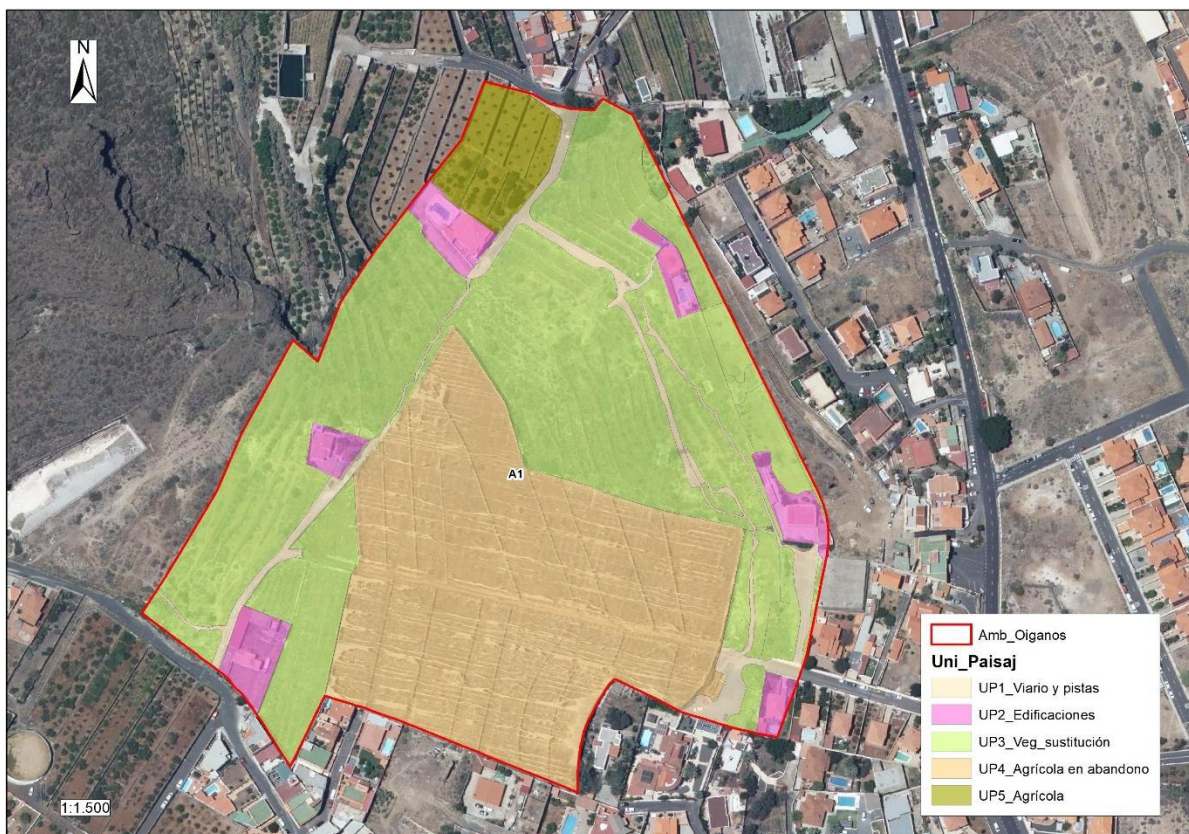 N
A1
Amb_Oiganos
Uni_Paisaj
UP1_Viario y pistas
UP2_Edificaciones
UP3_Veg_sustitución
UP4_Agrícola en abandono
UP5_Agrícola
1:1.500